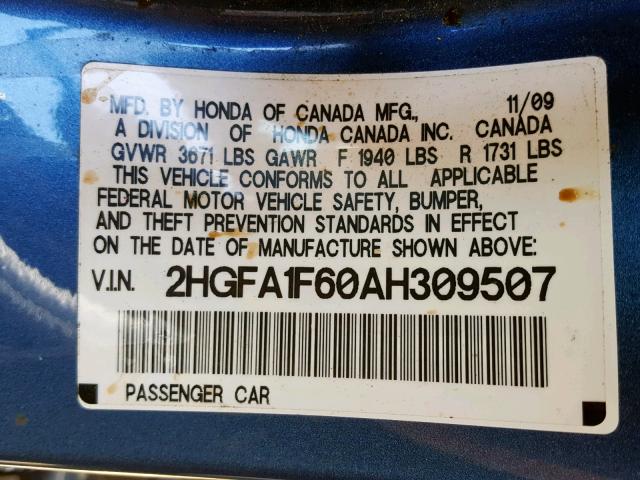 MFD. BY HONDA OF CANADA MFG., 11/09
A DIVISION OF HONDA CANADA INC. CANADA
GVWR 3671 LBS GAWR F 1940 LBS R 1731 LBS
THIS VEHICLE CONFORMS TO ALL APPLICABLE
FEDERAL MOTOR VEHICLE SAFETY, BUMPER,
AND THEFT PREVENTION STANDARDS IN EFFECT
ON THE DATE OF MANUFACTURE SHOWN ABOVE:
V.I.N. 2HGFA1F60AH309507
PASSENGER CAR